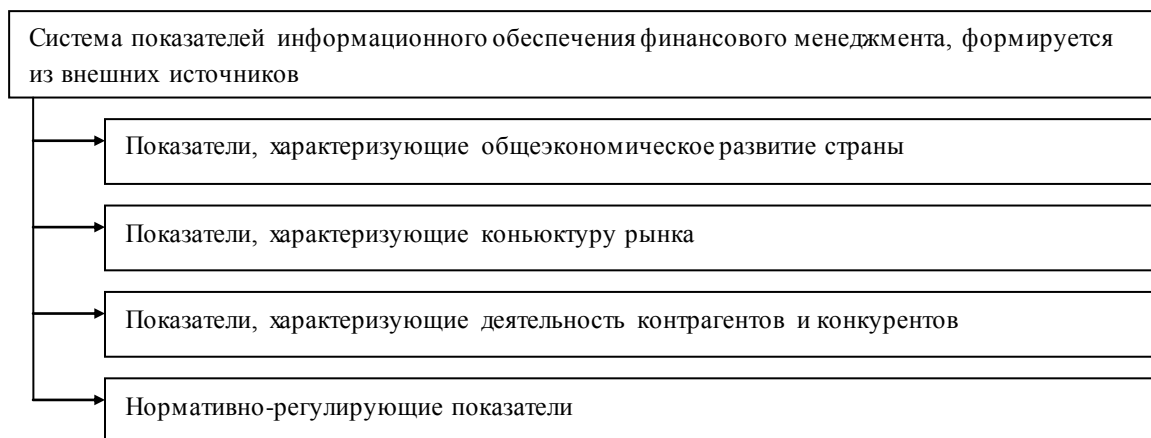 Система показателей информационного обеспечения финансового менеджмента, формируется
из внешних источников
Показатели, характеризующие общеэкономическое развитие страны
Показатели, характеризующие коньюктуру рынка
Показатели, характеризующие деятельность контрагентов и конкурентов
Нормативно-регулирующие показатели